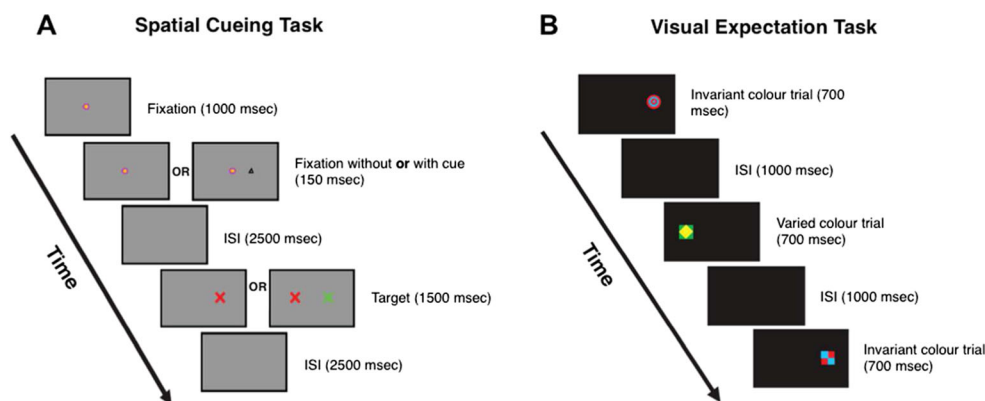 A
Spatial Cueing Task
Fixation (1000 msec)
OR
Fixation without or with cue
(150 msec)
ISI (2500 msec)
OR
Target (1500 msec)
ISI (2500 msec)
Time
B
Visual Expectation Task
Invariant colour trial (700
msec)
ISI (1000 msec)
Varied colour trial
(700 msec)
ISI (1000 msec)
Invariant colour trial
(700 msec)
Time